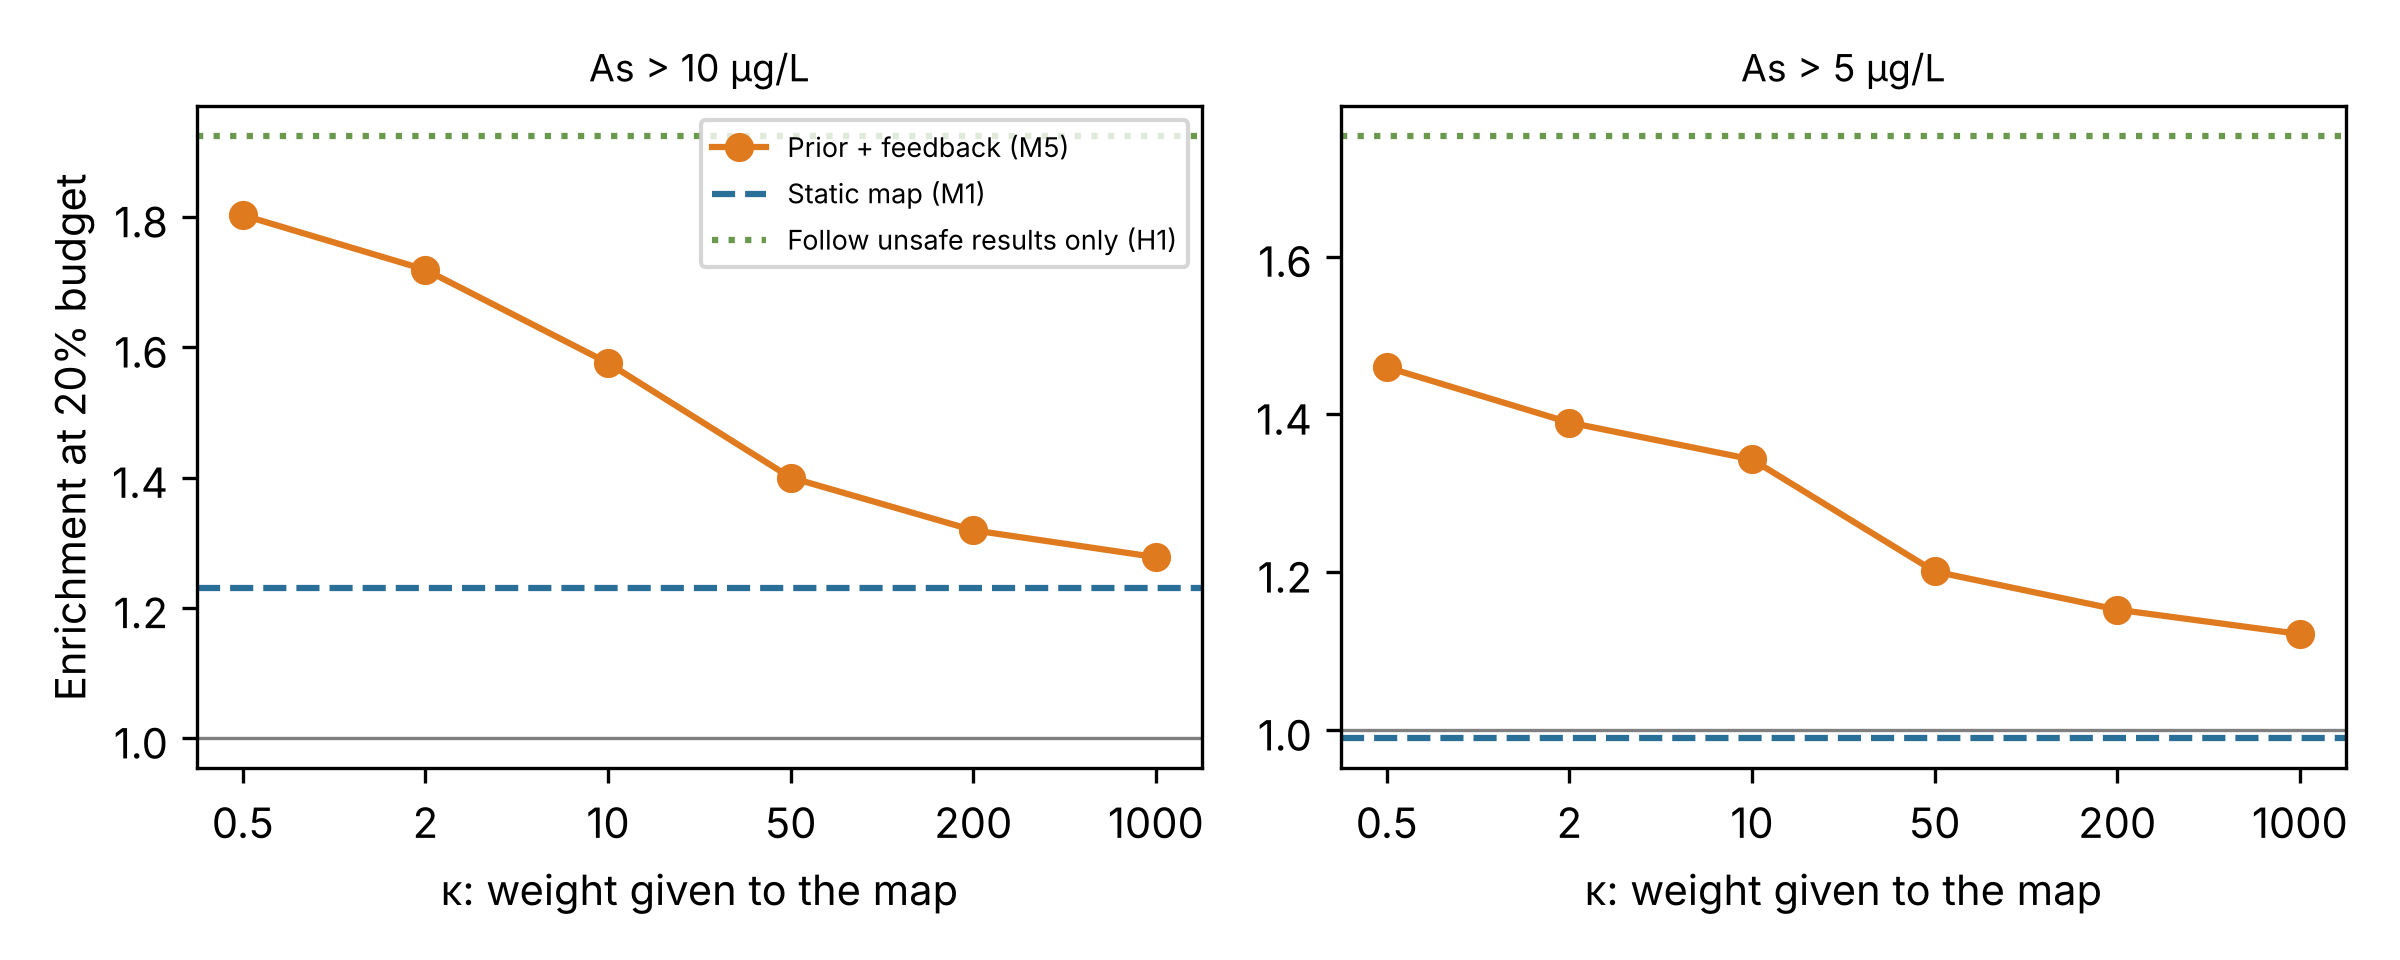 As > 10 µg/L
Enrichment at 20% budget
1.8
1.6
1.4
1.2
1.0
Prior + feedback (M5)
Static map (M1)
Follow unsafe results only (H1)
0.5 2 10 50 200 1000
κ: weight given to the map
As > 5 µg/L
1.6
1.4
1.2
1.0
0.5 2 10 50 200 1000
κ: weight given to the map